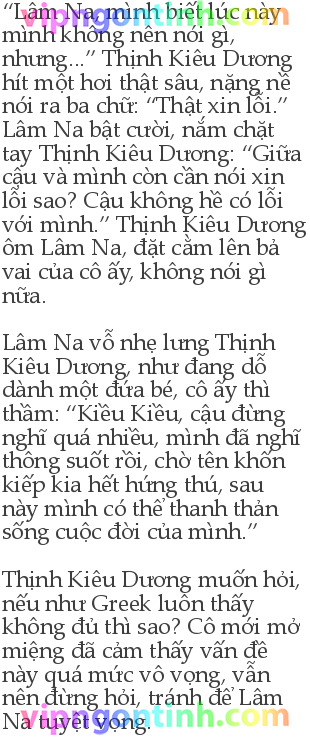 “Lâm Na, mình biết lúc này
vipngontinh.com
mình không nên nói gì,
nhưng...” Thịnh Kiêu Dương
hít một hơi thật sâu, nặng nề
nói ra ba chữ: “Thật xin lỗi.”
Lâm Na bật cười, nắm chặt
tay Thịnh Kiêu Dương: “Giữa
cậu và mình còn cần nói xin
lỗi sao? Cậu không hề có lỗi
với mình.” Thịnh Kiêu Dương
ôm Lâm Na, đặt cằm lên bả
vai của cô ấy, không nói gì
nữa.
Lâm Na vỗ nhẹ lưng Thịnh
Kiêu Dương, như đang dỗ
dành một đứa bé, cô ấy thì
thầm: “Kiều Kiều, cậu đừng
nghĩ quá nhiều, mình đã nghĩ
thông suốt rồi, chờ tên khốn
kiếp kia hết hứng thú, sau
này mình có thể thanh thản
sống cuộc đời của mình.”
Thịnh Kiêu Dương muốn hỏi,
nếu như Greek luôn thấy
không đủ thì sao? Cô mới mở
miệng đã cảm thấy vấn đề
này quá mức vô vọng, vẫn
nên đừng hỏi, tránh để Lâm
Na tuyệt vọng.
vipngontinh.com